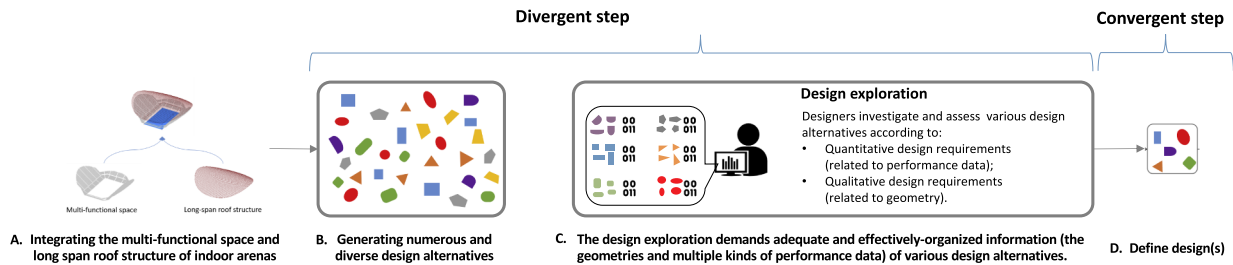 Divergent step
Convergent step
Multi-functional space
Long-span roof structure
A. Integrating the multi-functional space and
long span roof structure of indoor arenas
B. Generating numerous and
diverse design alternatives
00
011
00
011
00
011
00
011
00
011
00
011
Design exploration
Designers investigate and assess various design
alternatives according to:
• Quantitative design requirements
(related to performance data);
• Qualitative design requirements
(related to geometry).
C. The design exploration demands adequate and effectively-organized information (the
geometries and multiple kinds of performance data) of various design alternatives.
D. Define design(s)